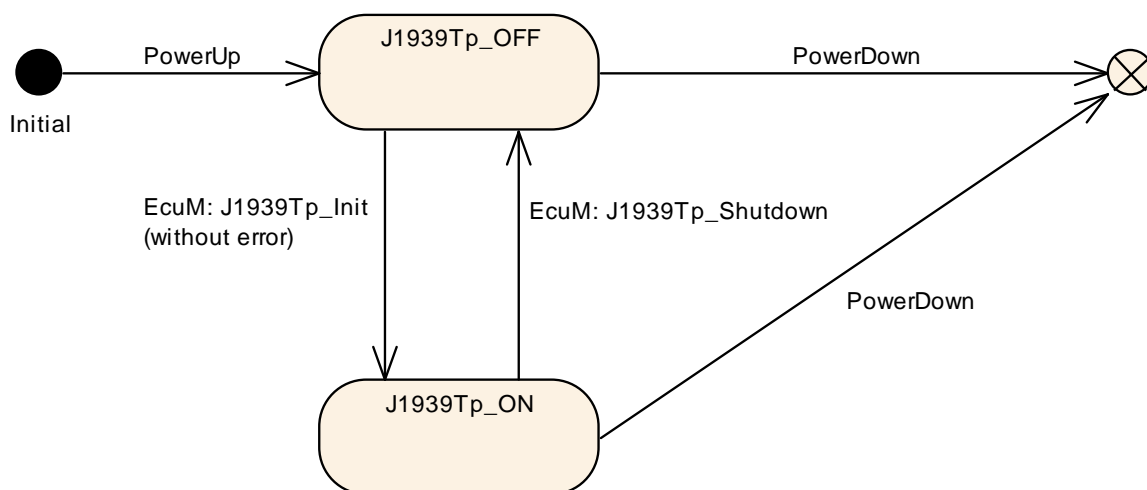 J1939Tp_OFF
PowerUp
PowerDown
Initial
EcuM: J1939Tp_Init
(without error)
EcuM: J1939Tp_Shutdown
PowerDown
J1939Tp_ON